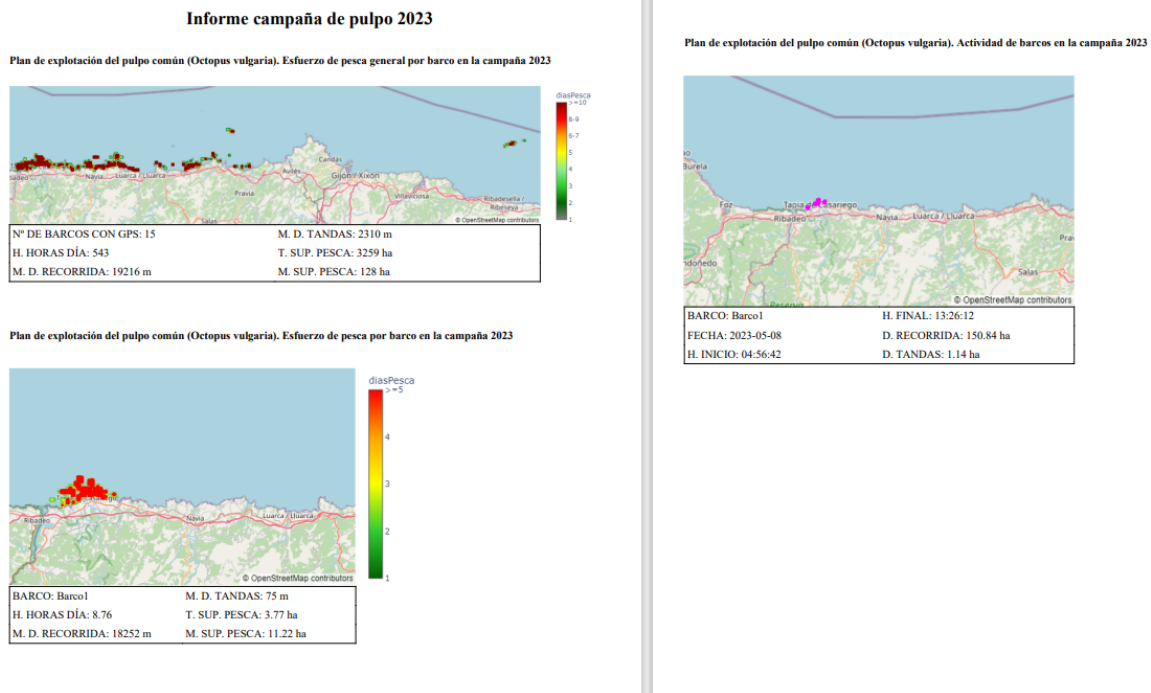 Informe campaña de pulpo 2023
Plan de explotación del pulpo común (Octopus vulgaria). Esfuerzo de pesca general por barco en la campaña 2023
diasPesca
>=10
8-9
6-7
5
4
3
2
1
Candás
Avilés
Gijón / Xixón
Navia
Luarca / Lluarca
Pravia
Villaviciosa
Ribadesella /
Ribeseya
Salas
© OpenStreetMap contributors
Nº DE BARCOS CON GPS: 15
M. D. TANDAS: 2310 m
H. HORAS DÍA: 543
T. SUP. PESCA: 3259 ha
M. D. RECORRIDA: 19216 m
M. SUP. PESCA: 128 ha
Plan de explotación del pulpo común (Octopus vulgaria). Esfuerzo de pesca por barco en la campaña 2023
diasPesca
>=5
4
3
2
1
Ribadeo
Navia
Luarca / Lluarca
© OpenStreetMap contributors
BARCO: Barco1
M. D. TANDAS: 75 m
H. HORAS DÍA: 8.76
T. SUP. PESCA: 3.77 ha
M. D. RECORRIDA: 18252 m
M. SUP. PESCA: 11.22 ha
Plan de explotación del pulpo común (Octopus vulgaria). Actividad de barcos en la campaña 2023
Burela
Foz
Tapia de Casariego
Ribadeo
Navia
Luarca / Lluarca
Pra
ndoñedo
Salas
© OpenStreetMap contributors
BARCO: Barco1
H. FINAL: 13:26:12
FECHA: 2023-05-08
D. RECORRIDA: 150.84 ha
H. INICIO: 04:56:42
D. TANDAS: 1.14 ha